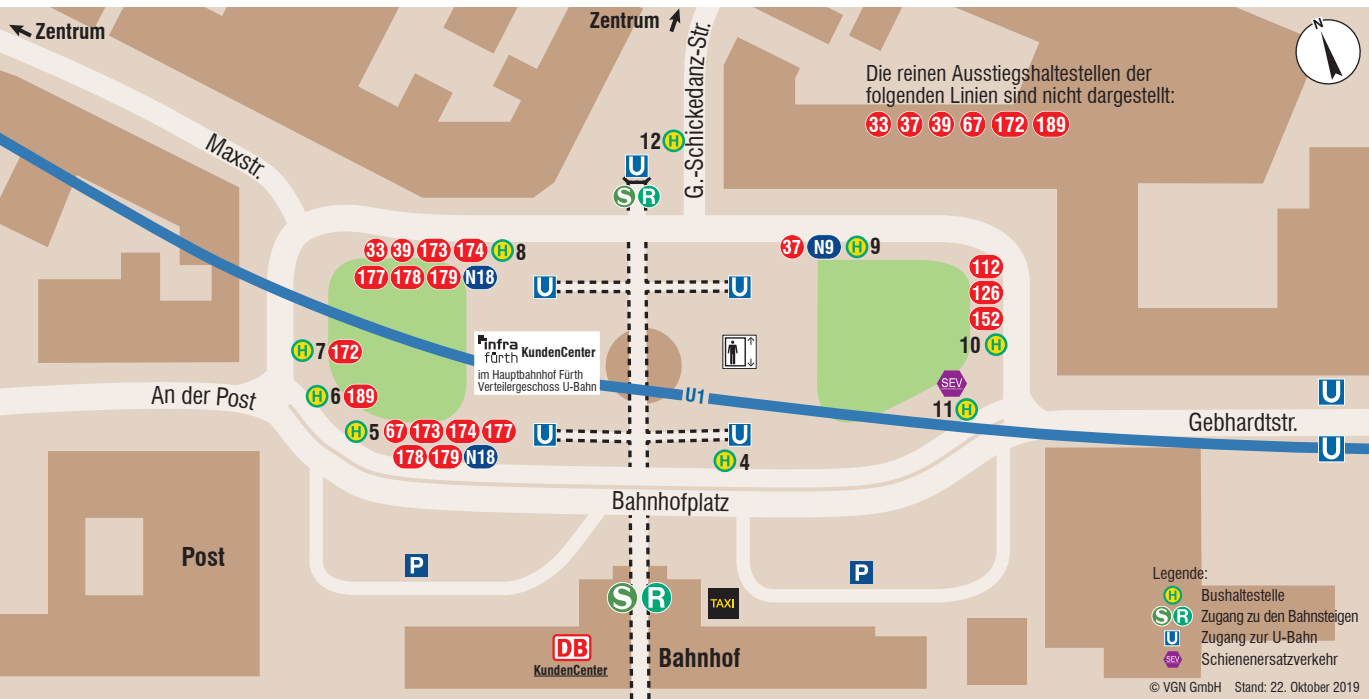 Zentrum
Zentrum
N
G.-Schickedanz-Str.
Die reinen Ausstiegshaltestellen der
folgenden Linien sind nicht dargestellt:
33 37 39 67 172 189
Maxstr.
12 H
U
S R
33 39 173 174 H 8
177 178 179 N18
37 N9 H 9
112
126
152
10 H
U U
infra
fürth KundenCenter
im Hauptbahnhof Fürth
Verteilergeschoss U-Bahn
H 7 172
An der Post
H 6 189
SEV
11 H
U1
U
Gebhardtstr.
U
H 5 67 173 174 177
178 179 N18
U U
H 4
Bahnhofplatz
Post
P
P
S R
TAXI
DB
KundenCenter
Bahnhof
Legende:
H Bushaltestelle
S R Zugang zu den Bahnsteigen
U Zugang zur U-Bahn
SEV Schienenersatzverkehr
© VGN GmbH Stand: 22. Oktober 2019